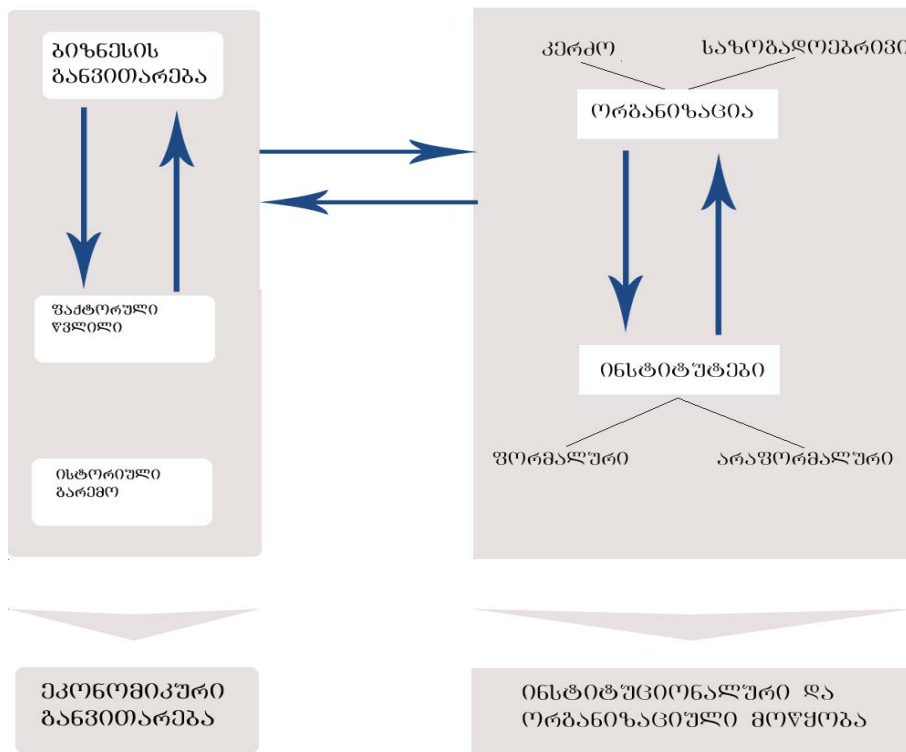 ბიზნესის
განვითარება
ფაქტორული
წვლილი
ისტორიული
გარემო
ეკონომიკური
განვითარება
კერძო
საზოგადოებრივი
ორგანიზაცია
ინსტიტუტები
ფორმალური
არაფორმალური
ინსტიტუციონალური და
ორგანიზაციული მოწყობა